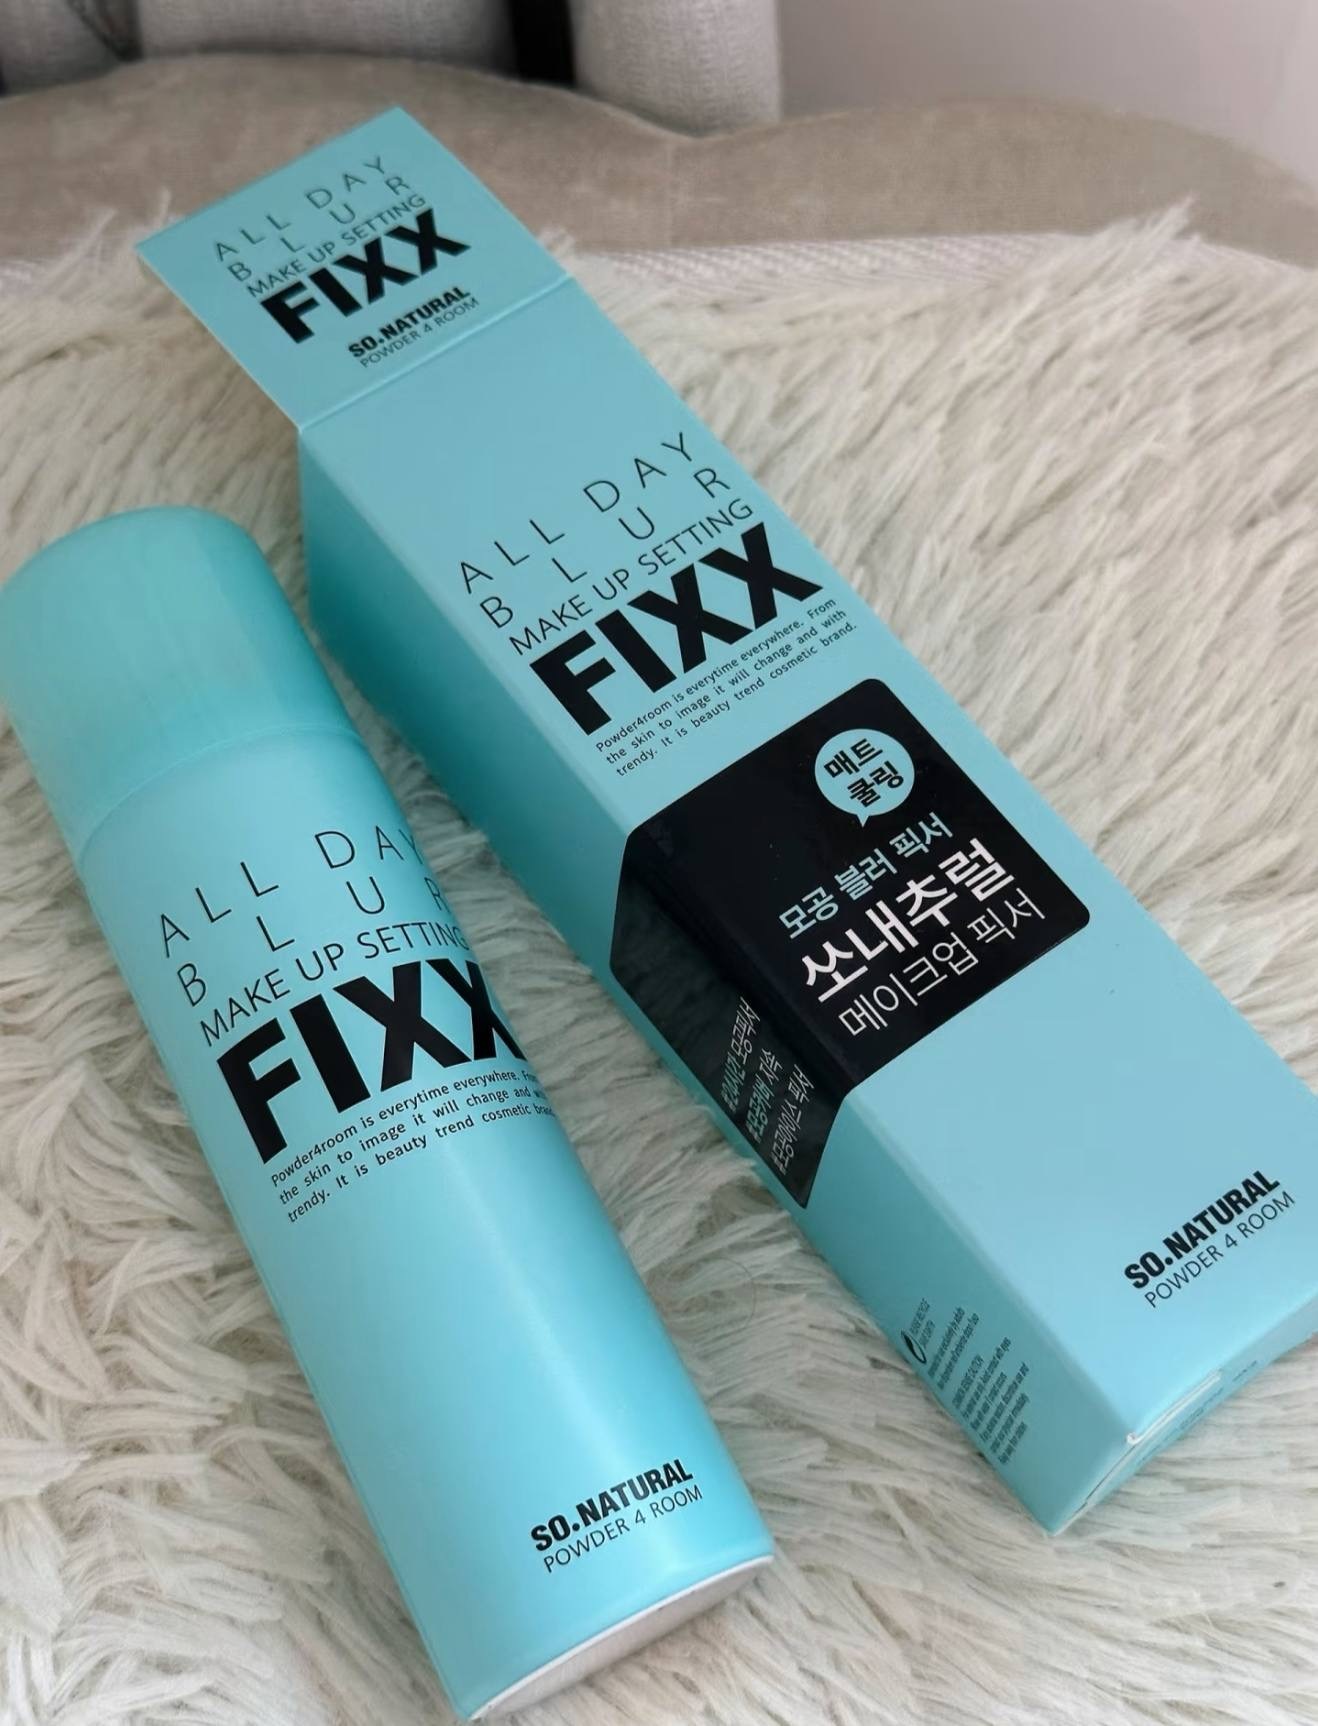 ALL DAY
BLUR
MAKE UP SETTING
FIXX
SO.NATURAL
POWDER 4 ROOM
ALL DAY
BLUR
MAKE UP SETTING
FIXX
Powder4room is everytime everywhere. From
the skin to image it will change and with
trendy. It is beauty trend cosmetic brand.
매트
쿨링
모공 블러 픽서
쏘내추럴
메이크업 픽서
SO.NATURAL
POWDER 4 ROOM
ALL DAY
BLUR
MAKE UP SETTING
FIXX
Powder4room is everytime everywhere.
the skin to image it will change and
trendy. It is beauty trend cosmetic
SO.NATURAL
POWDER 4 ROOM